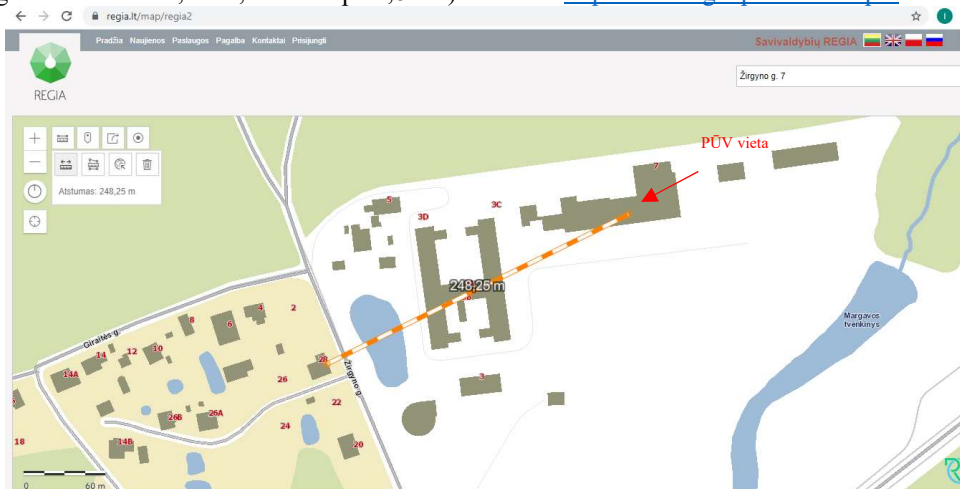 regia.lt/map/regia2
Pradžia Naujienos Paslaugos Pagalba Kontaktai Prisijungti
Savivaldybių REGIA
REGIA
Žirgyno g. 7
Atstumas: 248,25 m
PŪV vieta
7
5
3D
3C
248,25 m
2
4
6
8
10
12
14
14A
Giraitės g.
Žirgyno g.
28
26
22
24
26B
26A
14B
18
20
3
Margavos
tvenkinys
0 60 m